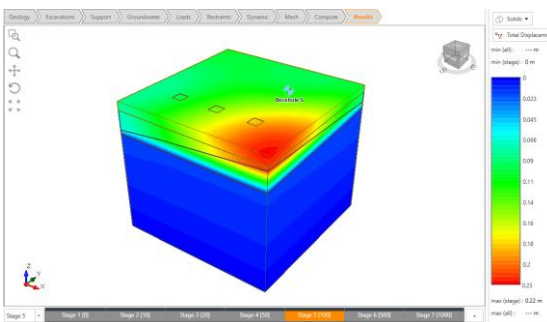 Geology Excavations Support Groundwater Loads Restraints Dynamic Mesh Compute Results
Solids
Total Displacem
min (all) : --- m
min (stage) : 0 m
0
0.023
0.045
0.068
0.09
0.11
0.14
0.16
0.18
0.2
0.23
max (stage) : 0.22 m
max (all) : --- m
Borehole 5
Z
Y
X
Stage 5 Stage 1 (0) Stage 2 (10) Stage 3 (20) Stage 4 (50) Stage 5 (100) Stage 6 (500) Stage 7 (1000)